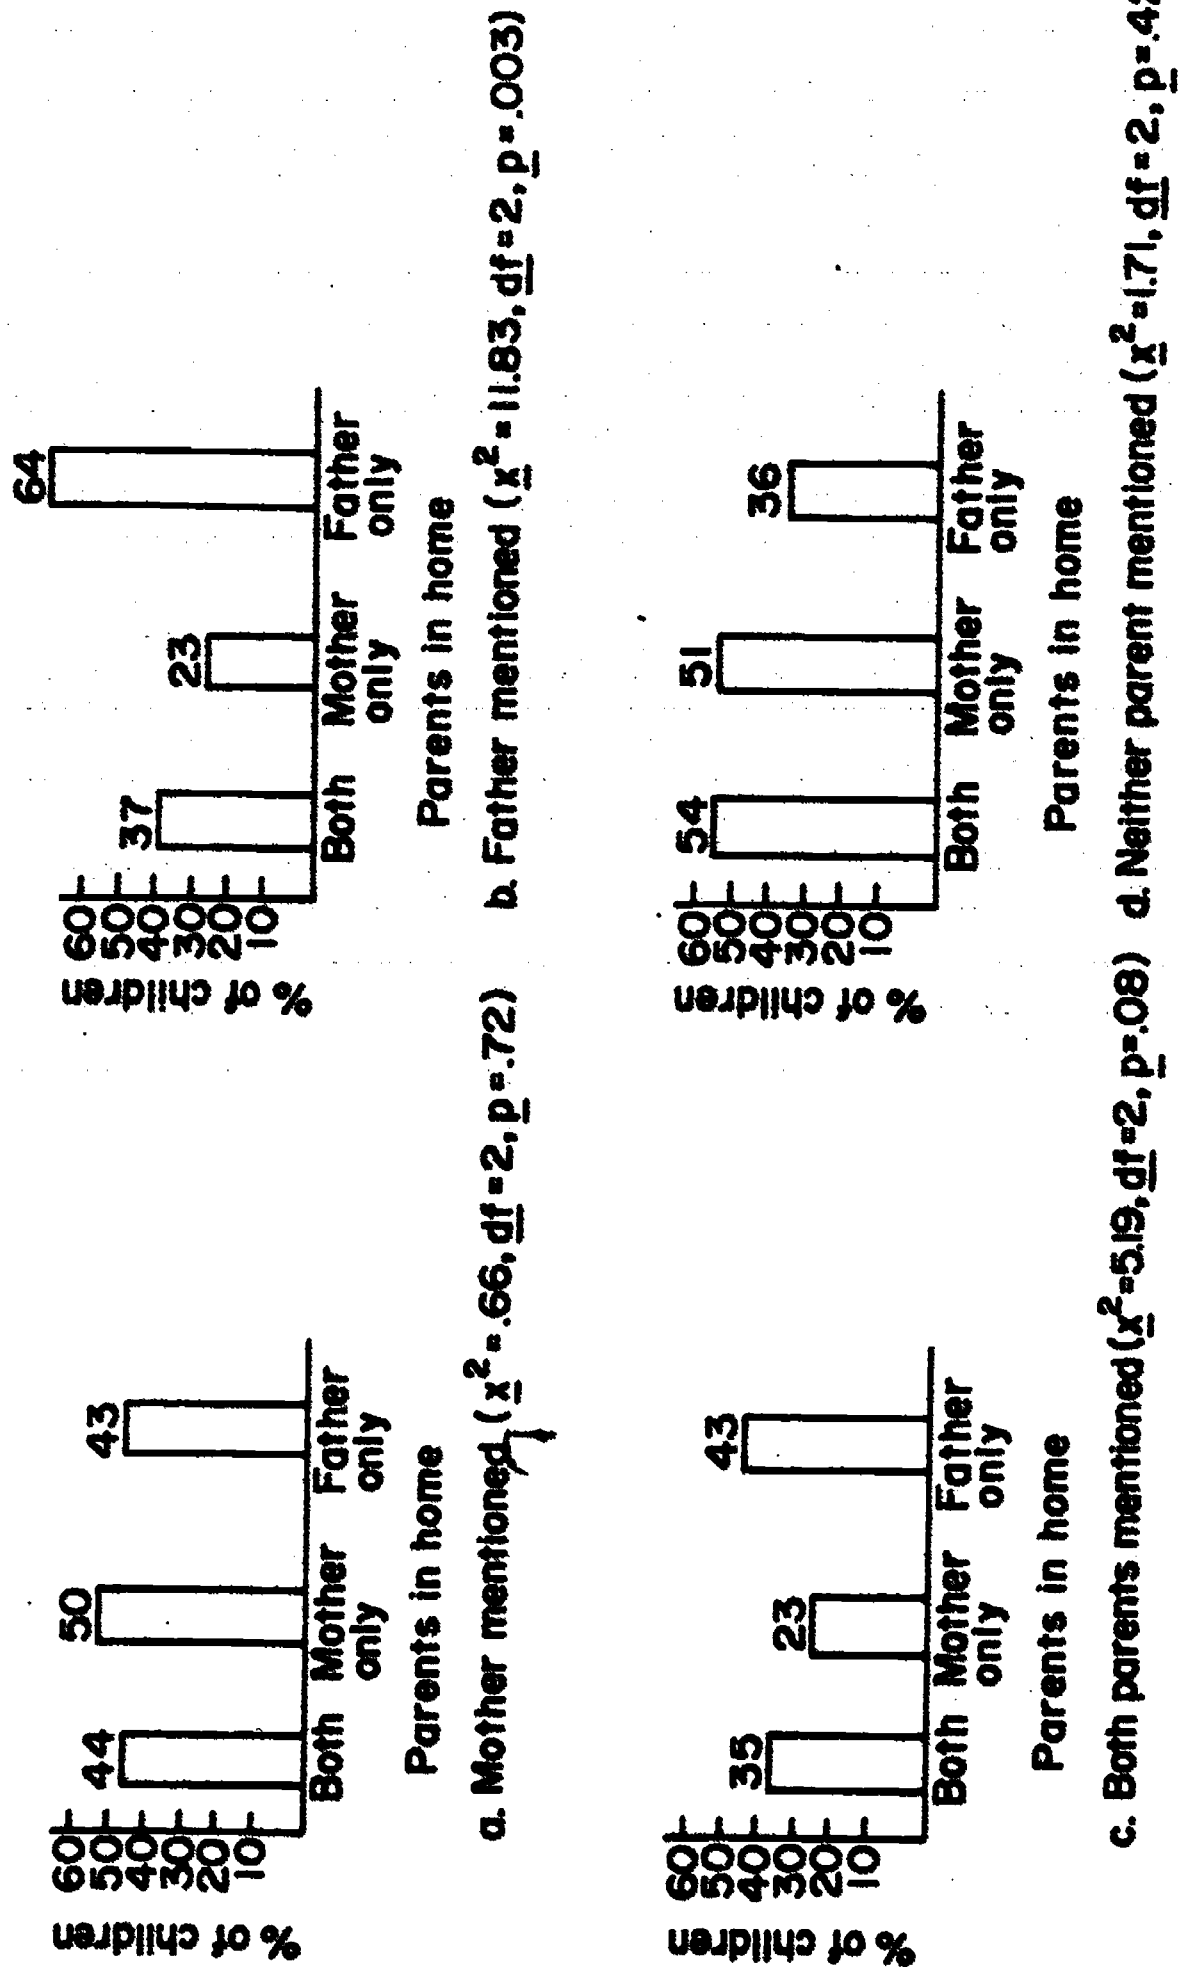 % of children
60
50
40
30
20
10
44
50
43
Both Mother only Father only
Parents in home
a. Mother mentioned (x² = .66, df = 2, p = .72)
% of children
60
50
40
30
20
10
37
23
64
Both Mother only Father only
Parents in home
b. Father mentioned (x² = 11.83, df = 2, p = .003)
% of children
60
50
40
30
20
10
35
23
43
Both Mother only Father only
Parents in home
c. Both parents mentioned (x² = 5.19, df = 2, p = .08)
% of children
60
50
40
30
20
10
54
51
36
Both Mother only Father only
Parents in home
d. Neither parent mentioned (x² = 1.71, df = 2, p = .4